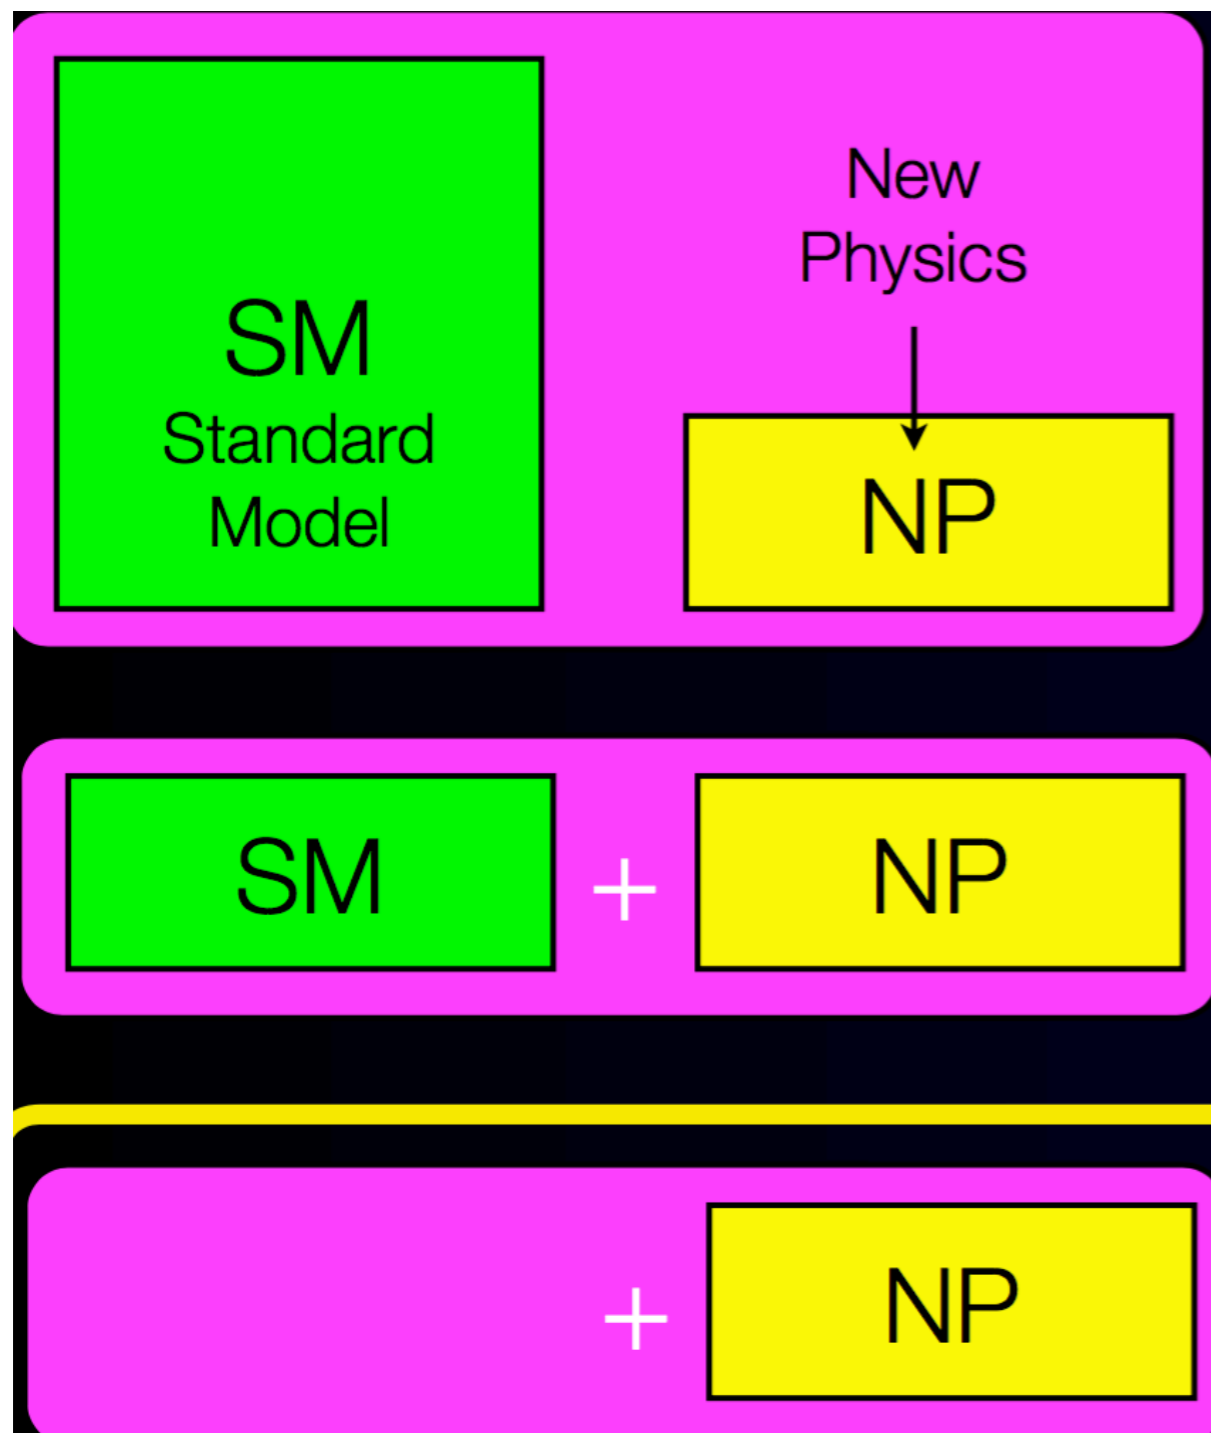 SM
Standard
Model
New
Physics
NP
SM + NP
+ NP